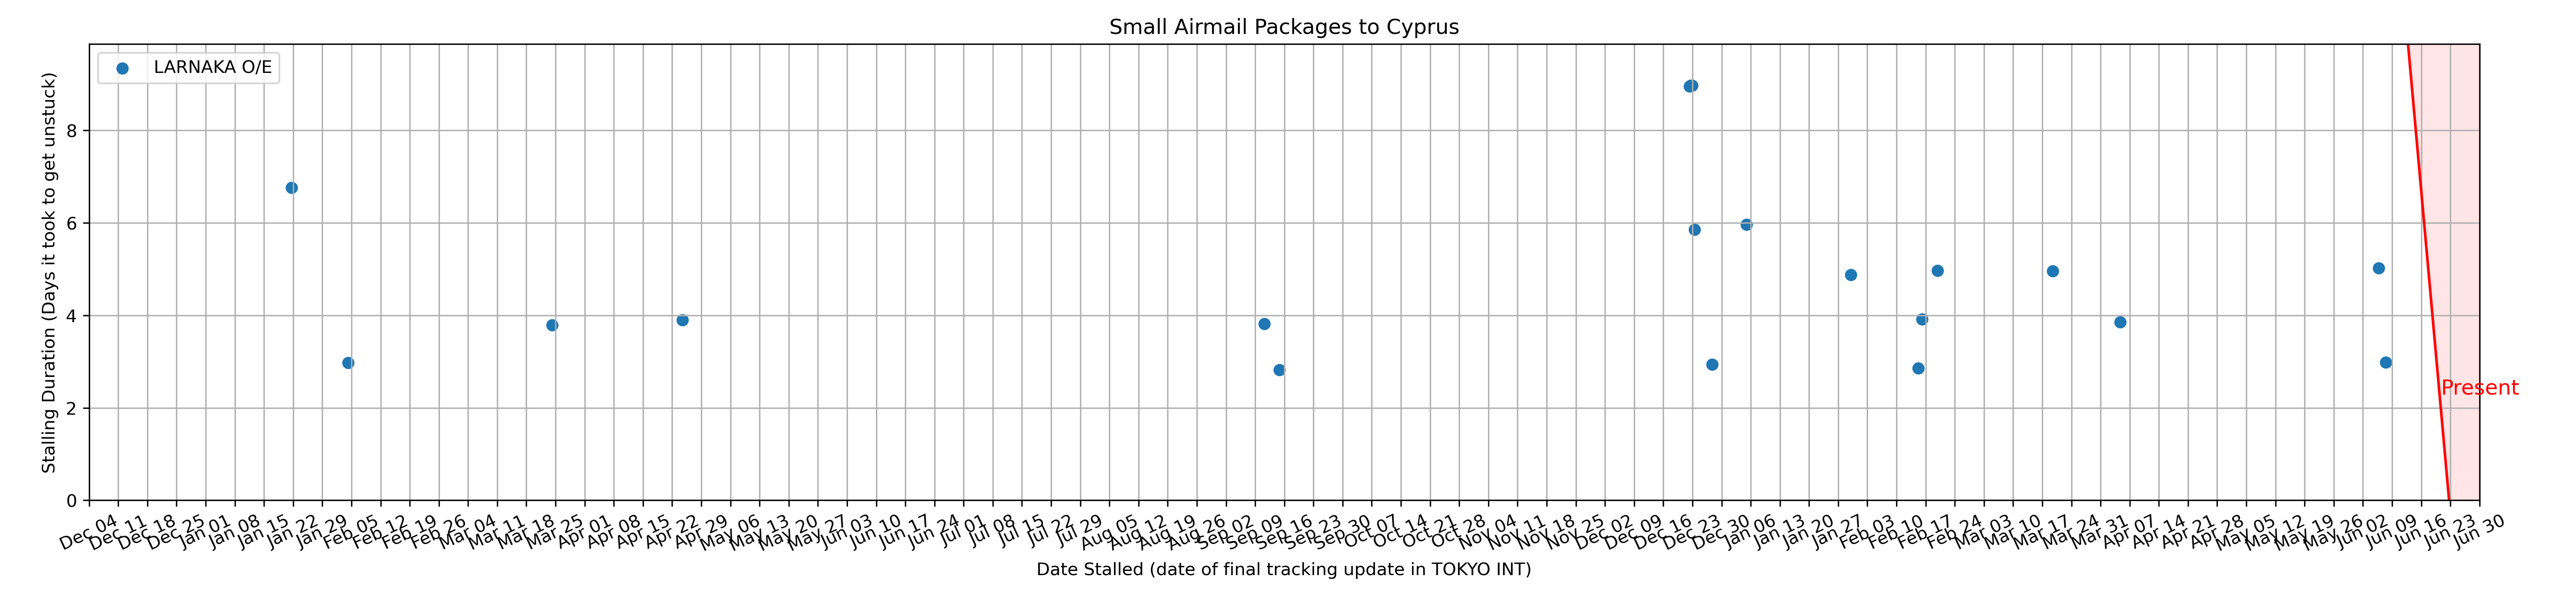 Small Airmail Packages to Cyprus
LARNAKA O/E
Stalling Duration (Days it took to get unstuck)
8
6
4
2
0
Present
Dec 04
Dec 11
Dec 18
Dec 25
Jan 01
Jan 08
Jan 15
Jan 22
Jan 29
Feb 05
Feb 12
Feb 19
Feb 26
Mar 04
Mar 11
Mar 18
Mar 25
Apr 01
Apr 08
Apr 15
Apr 22
Apr 29
May 06
May 13
May 20
May 27
Jun 03
Jun 10
Jun 17
Jun 24
Jul 01
Jul 08
Jul 15
Jul 22
Jul 29
Aug 05
Aug 12
Aug 19
Aug 26
Sep 02
Sep 09
Sep 16
Sep 23
Sep 30
Oct 07
Oct 14
Oct 21
Oct 28
Nov 04
Nov 11
Nov 18
Nov 25
Dec 02
Dec 09
Dec 16
Dec 23
Dec 30
Jan 06
Jan 13
Jan 20
Jan 27
Feb 03
Feb 10
Feb 17
Feb 24
Mar 03
Mar 10
Mar 17
Mar 24
Mar 31
Apr 07
Apr 14
Apr 21
Apr 28
May 05
May 12
May 19
May 26
Jun 02
Jun 09
Jun 16
Jun 23
Jun 30
Date Stalled (date of final tracking update in TOKYO INT)